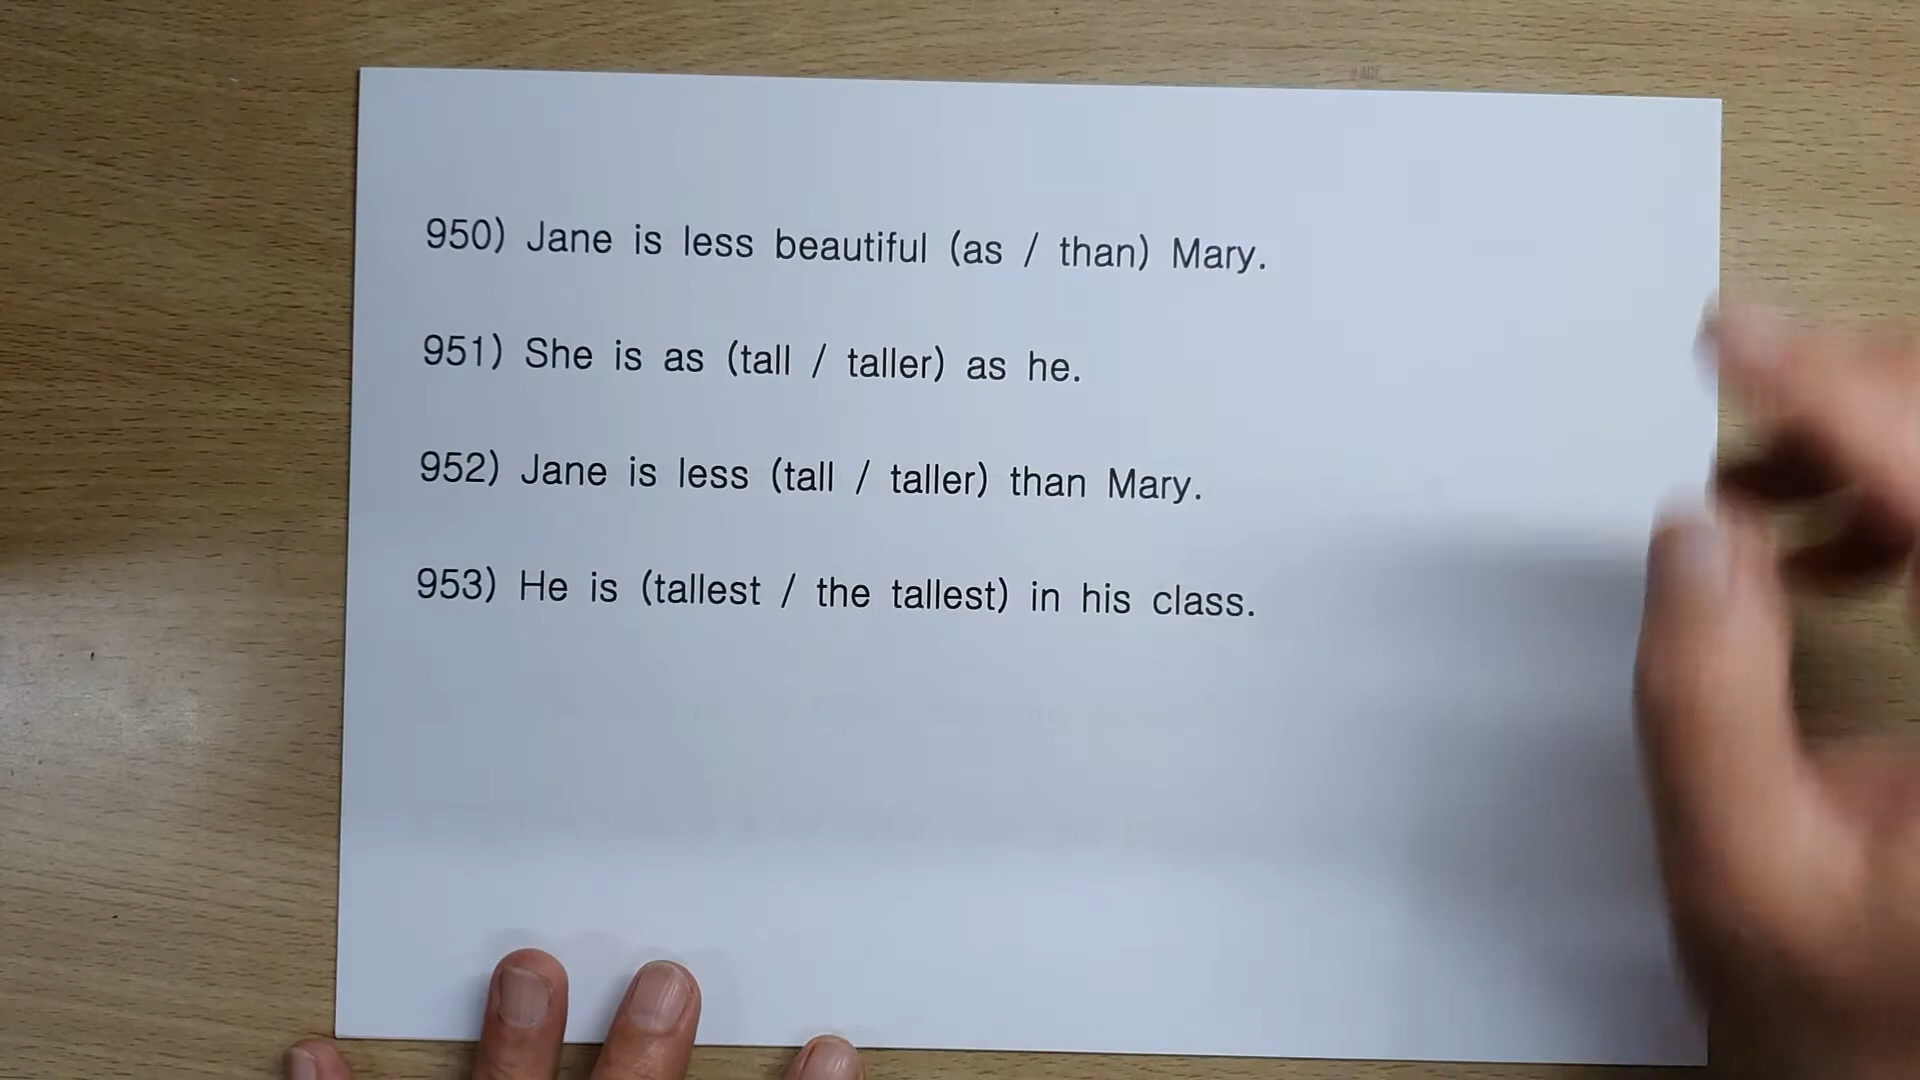 950) Jane is less beautiful (as / than) Mary.
951) She is as (tall / taller) as he.
952) Jane is less (tall / taller) than Mary.
953) He is (tallest / the tallest) in his class.